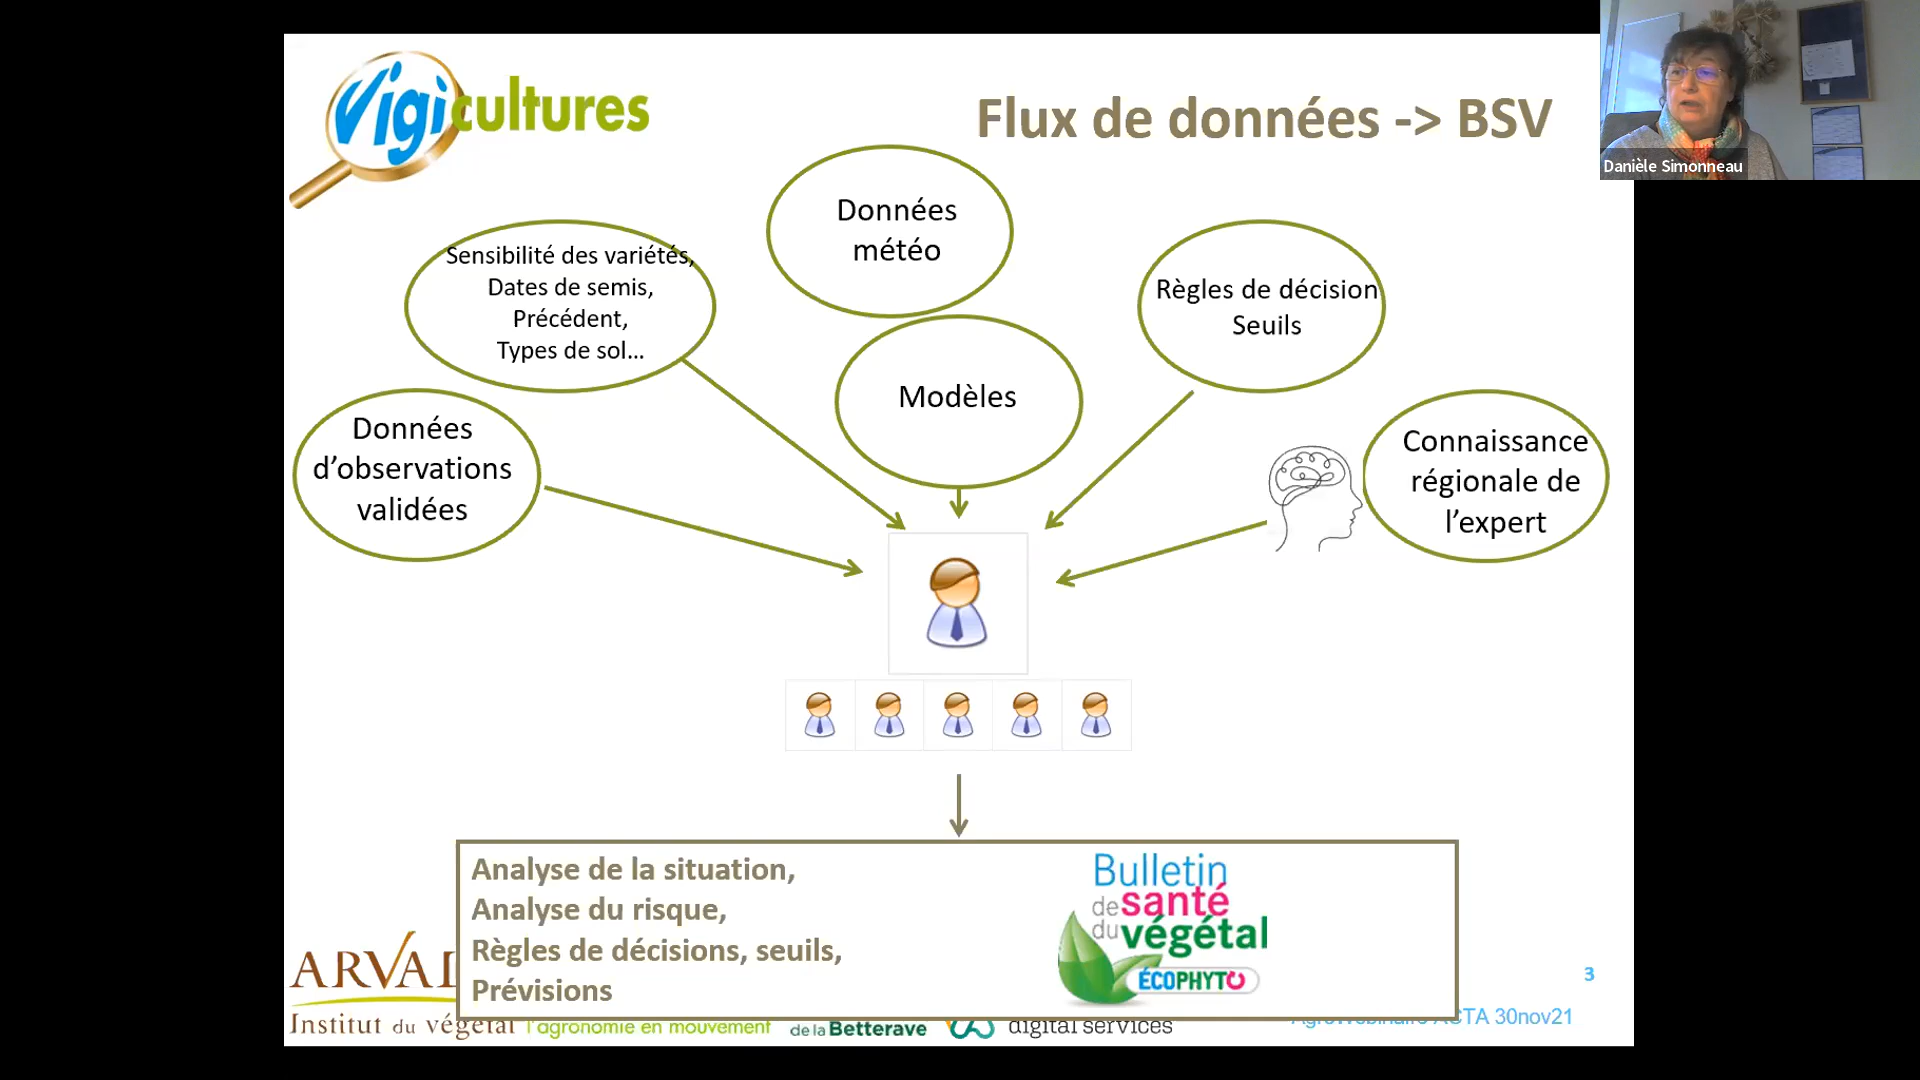 Vigicultures
Flux de données -> BSV
Danièle Simonneau
Données
météo
Sensibilité des variétés,
Dates de semis,
Précédent,
Types de sol...
Règles de décision
Seuils
Modèles
Données
d'observations
validées
Connaissance
régionale de
l'expert
Analyse de la situation,
Analyse du risque,
Règles de décisions, seuils,
Prévisions
Bulletin
de santé
du végétal
ÉCOPHYTO
ARVAL
Institut du végétal
l'agronomie en mouvement
de la Betterave
digital services
3
AgroWebinaire ACTA 30nov21